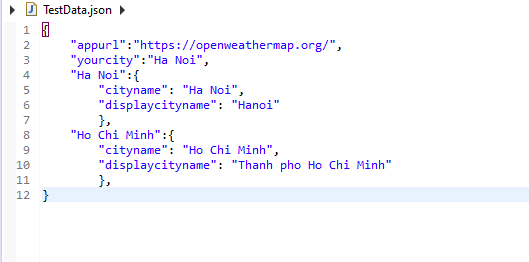 TestData.json
1 {
2 "appurl":"https://openweathermap.org/",
3 "yourcity":"Ha Noi",
4 "Ha Noi":{
5 "cityname": "Ha Noi",
6 "displaycityname": "Hanoi"
7 },
8 "Ho Chi Minh":{
9 "cityname": "Ho Chi Minh",
10 "displaycityname": "Thanh pho Ho Chi Minh"
11 },
12 }